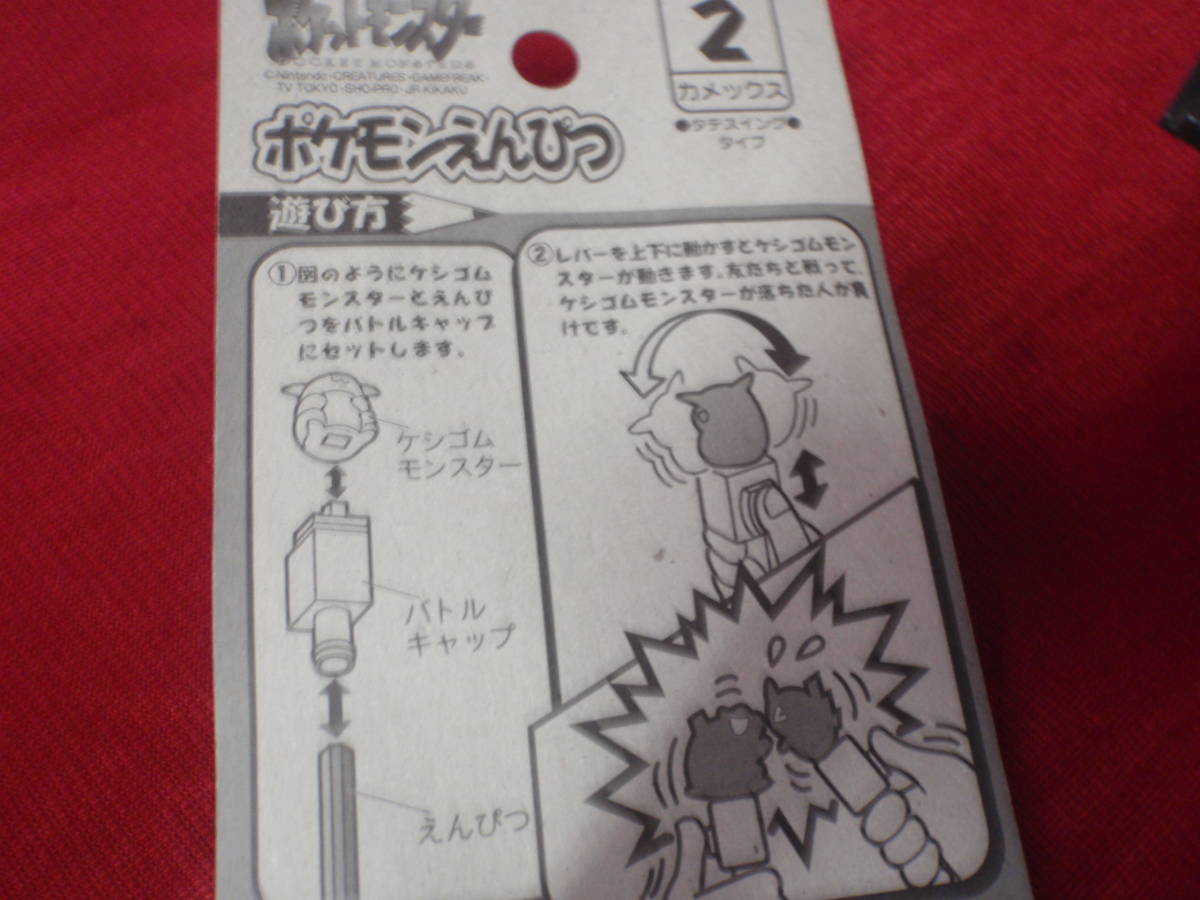 ポケットモンスター
POCKET MONSTERS
©Nintendo・CREATURES・GAMEFREAK・
TV TOKYO・SHO-PRO・JR KIKAKU
2
カメックス
●タテスイング●
タイプ
ポケモンえんぴつ
遊び方
①図のようにケシゴム
モンスターとえんぴ
つをバトルキャップ
にセットします。
ケシゴム
モンスター
バトル
キャップ
えんぴつ
②レバーを上下に動かすとケシゴムモン
スターが動きます。友だちと戦って、
ケシゴムモンスターが落ちた人が負
けです。